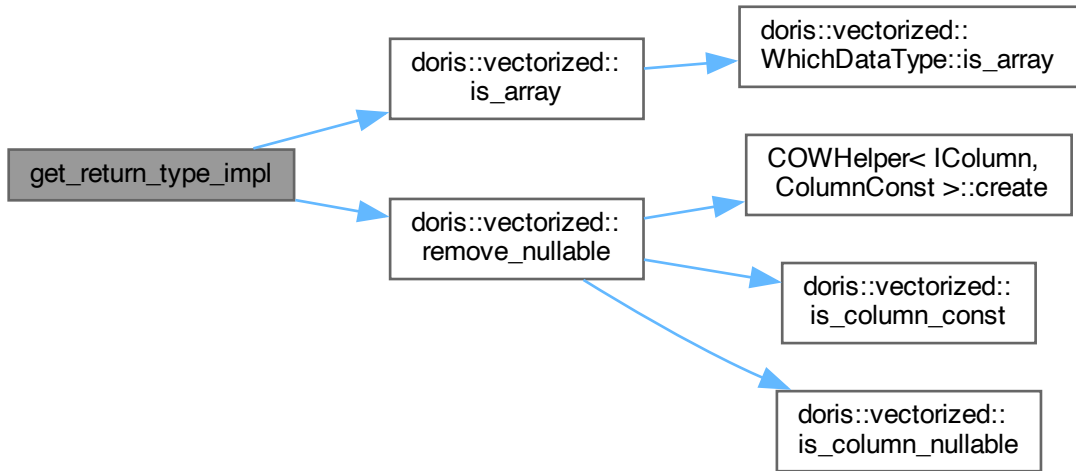 doris::vectorized::
WhichDataType::is_array
doris::vectorized::
is_array
get_return_type_impl
COWHelper< IColumn,
ColumnConst >::create
doris::vectorized::
remove_nullable
doris::vectorized::
is_column_const
doris::vectorized::
is_column_nullable